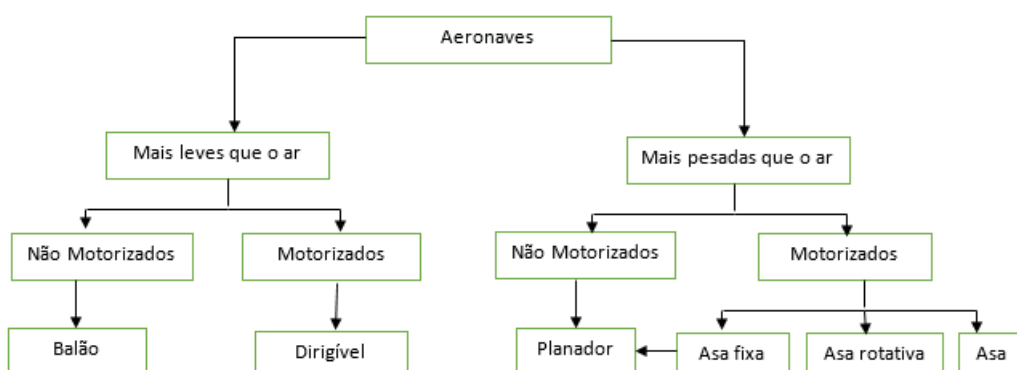 Aeronaves
Mais leves que o ar
Mais pesadas que o ar
Não Motorizados
Motorizados
Não Motorizados
Motorizados
Balão
Dirigível
Planador
Asa fixa
Asa rotativa
Asa